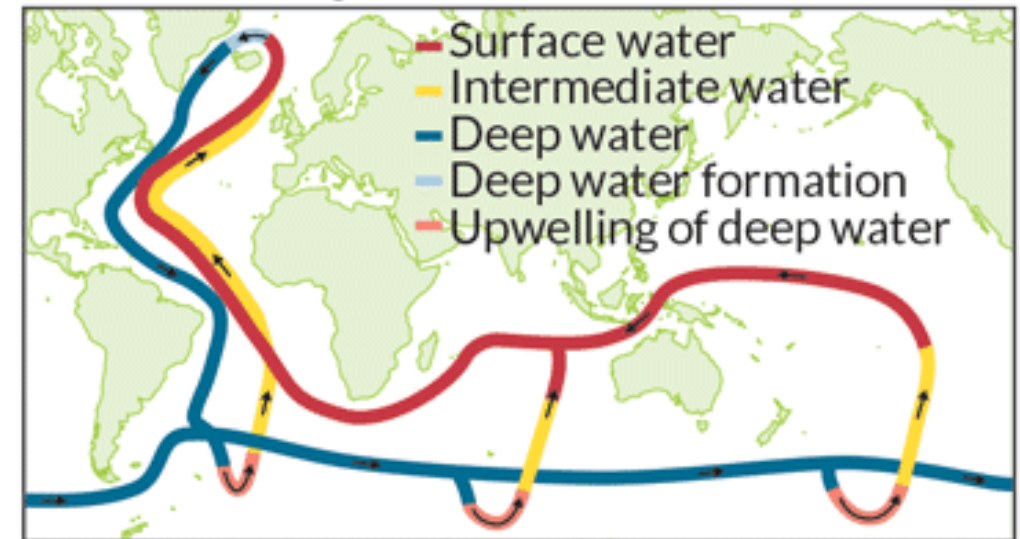 Surface water
Intermediate water
Deep water
Deep water formation
Upwelling of deep water